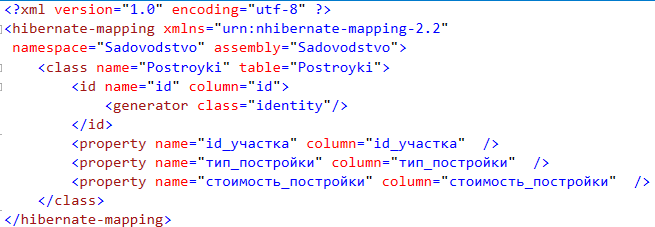 <?xml version="1.0" encoding="utf-8" ?>
<hibernate-mapping xmlns="urn:nhibernate-mapping-2.2"
namespace="Sadovodstvo" assembly="Sadovodstvo">
<class name="Postroyki" table="Postroyki">
<id name="id" column="id">
<generator class="identity"/>
</id>
<property name="id_участка" column="id_участка"  />
<property name="тип_постройки" column="тип_постройки"  />
<property name="стоимость_постройки" column="стоимость_постройки"  />
</class>
</hibernate-mapping>